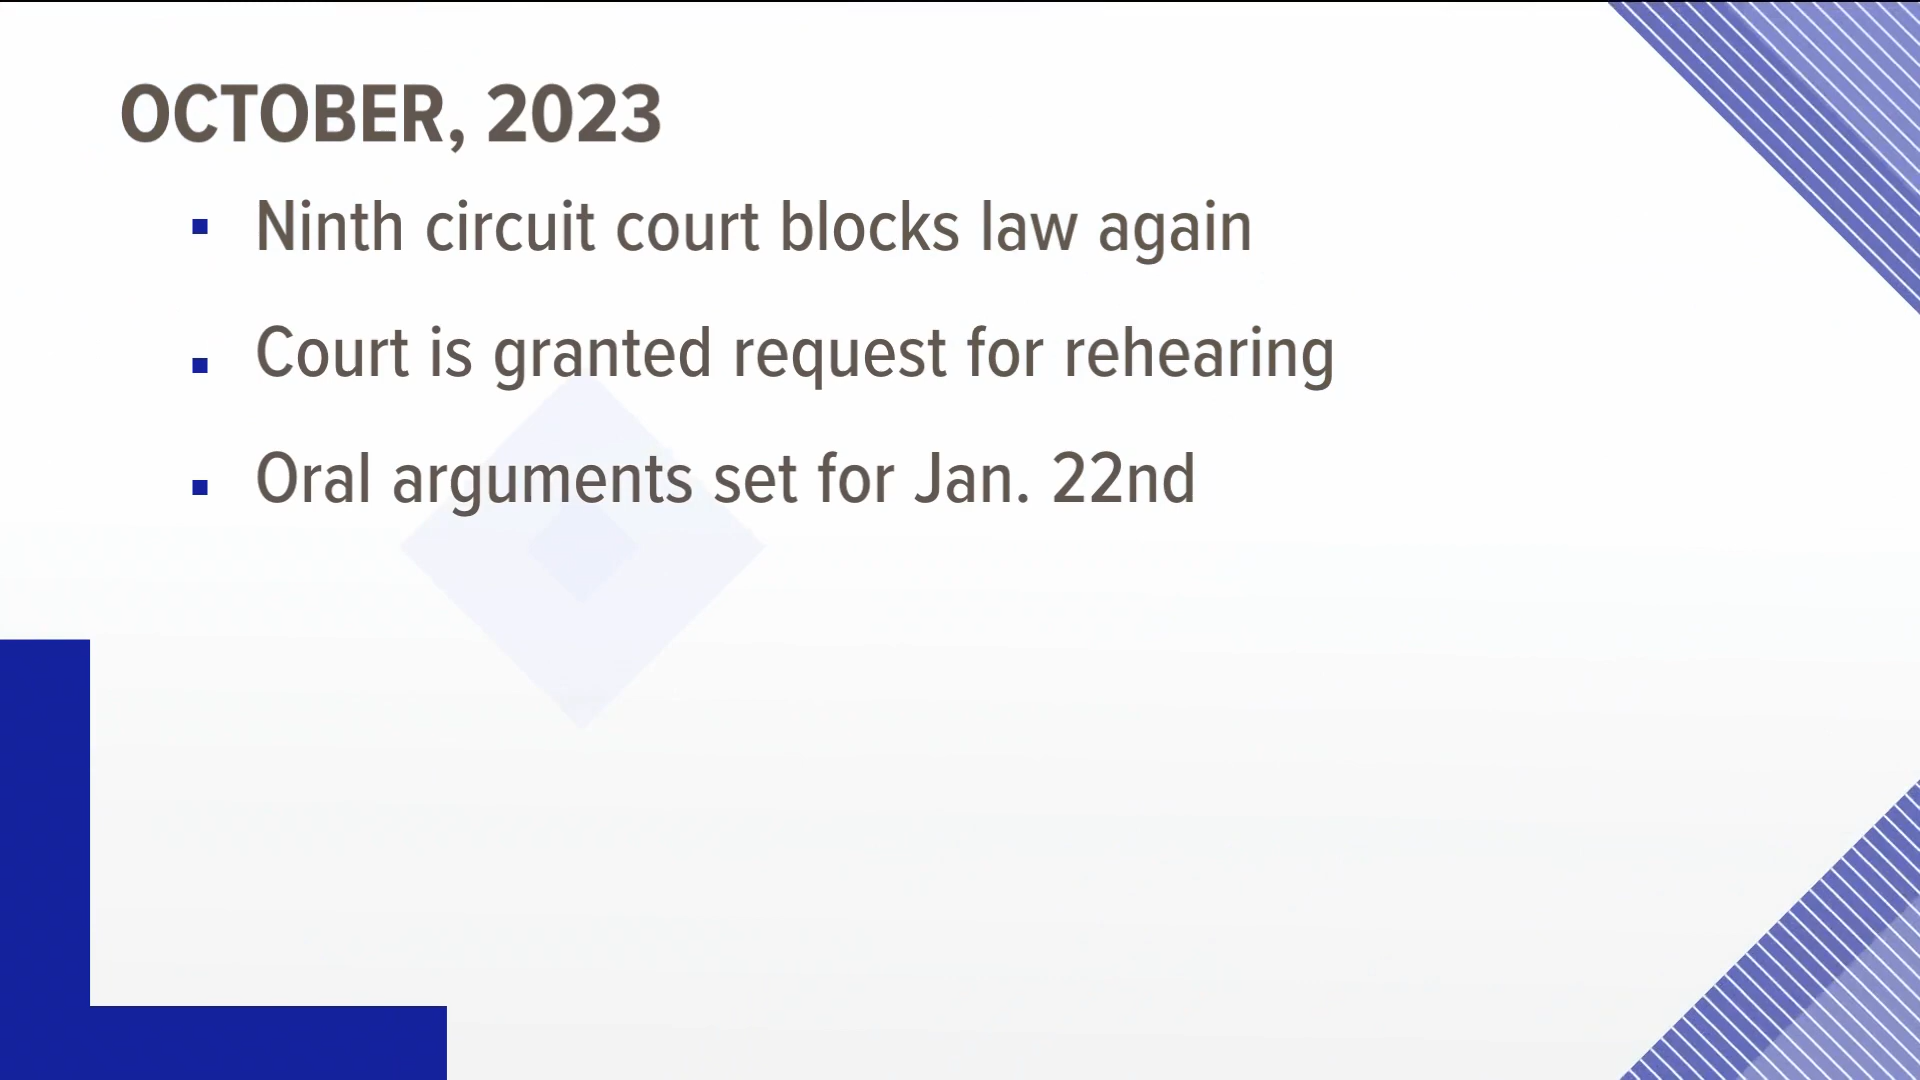 OCTOBER, 2023
Ninth circuit court blocks law again
Court is granted request for rehearing
Oral arguments set for Jan. 22nd